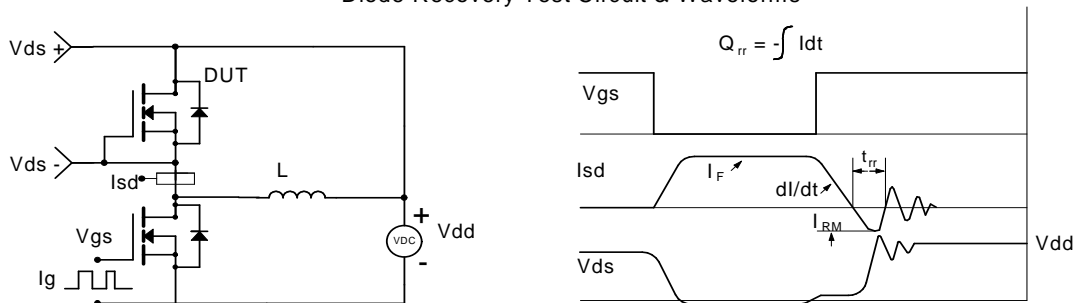 Diode Recovery Test Circuit & Waveforms
Vds +
DUT
Vds -
Isd
L
Vgs
Ig
+
VDC
-
Vdd
Q rr = -∫ Idt
Vgs
Isd
I F
dI/dt
t rr
I RM
Vdd
Vds